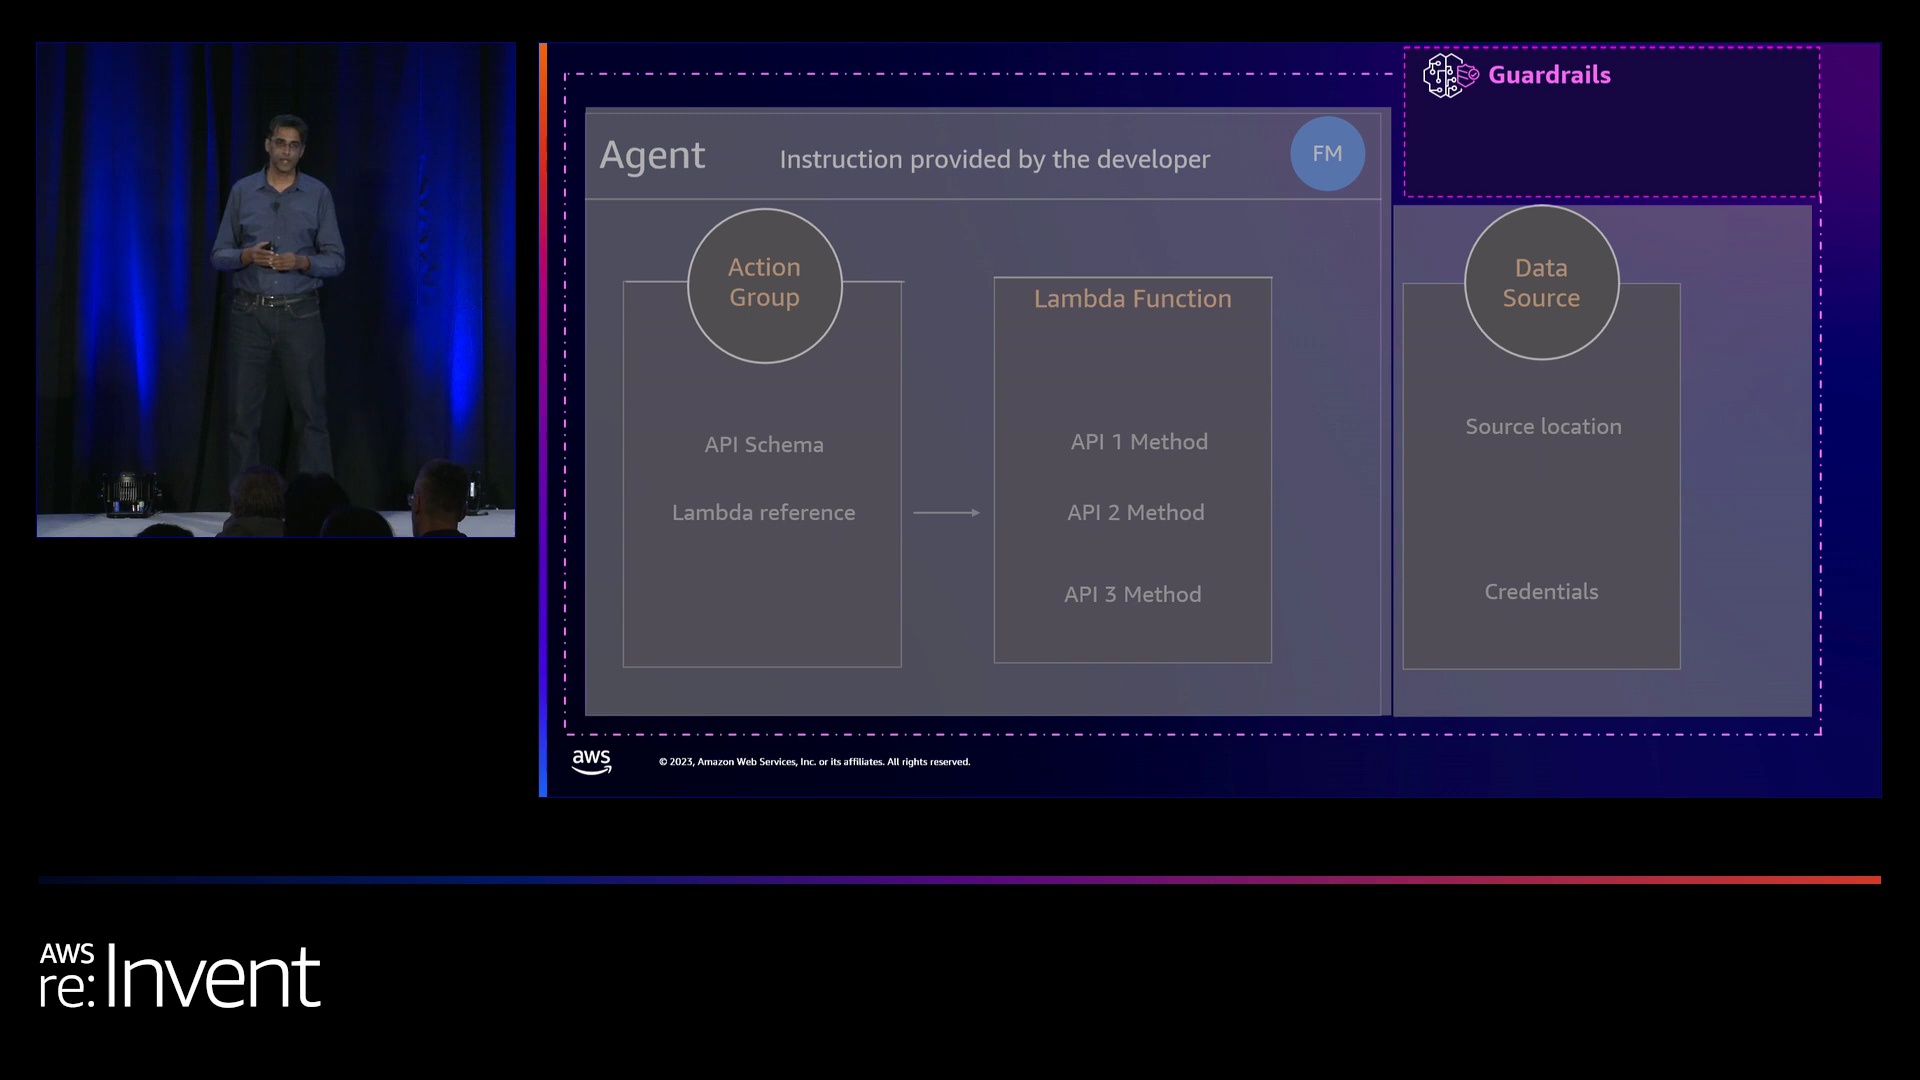 Guardrails
Agent
Instruction provided by the developer
FM
Action
Group
API Schema
Lambda reference
Lambda Function
API 1 Method
API 2 Method
API 3 Method
Data
Source
Source location
Credentials
aws
© 2023, Amazon Web Services, Inc. or its affiliates. All rights reserved.
AWS
re:Invent